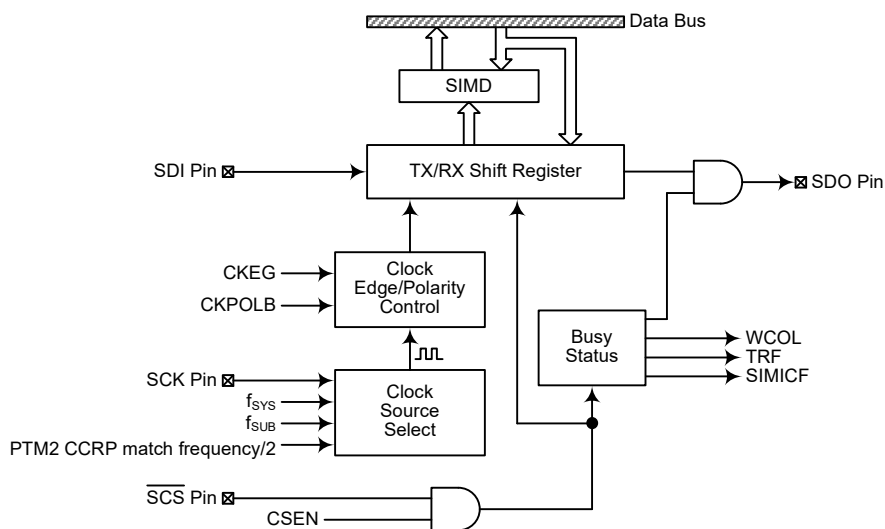 Data Bus
SIMD
SDI Pin
TX/RX Shift Register
SDO Pin
CKEG
CKPOLB
Clock
Edge/Polarity
Control
Busy
Status
WCOL
TRF
SIMICF
SCK Pin
fSYS
fSUB
PTM2 CCRP match frequency/2
Clock
Source
Select
SCS Pin
CSEN